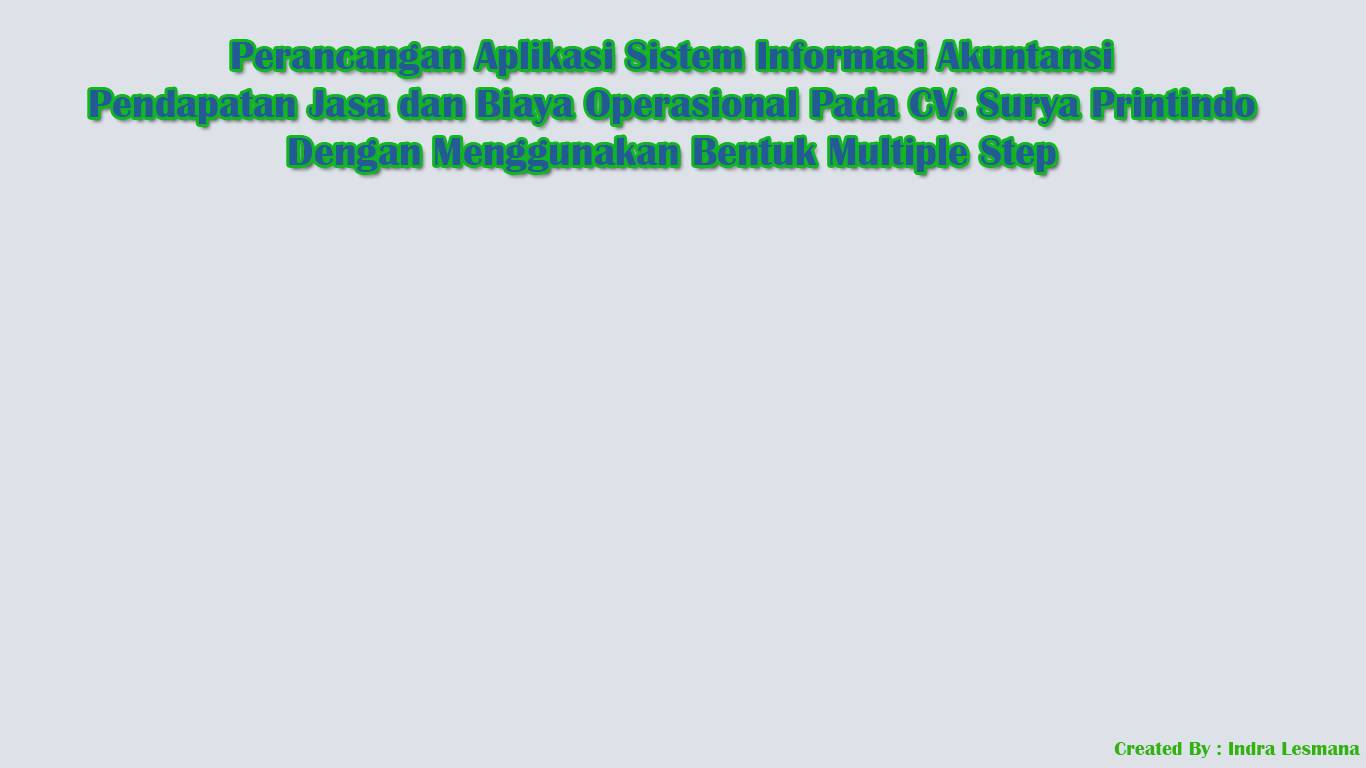 Perancangan Aplikasi Sistem Informasi Akuntansi
Pendapatan Jasa dan Biaya Operasional Pada CV. Surya Printindo
Dengan Menggunakan Bentuk Multiple Step
Created By : Indra Lesmana